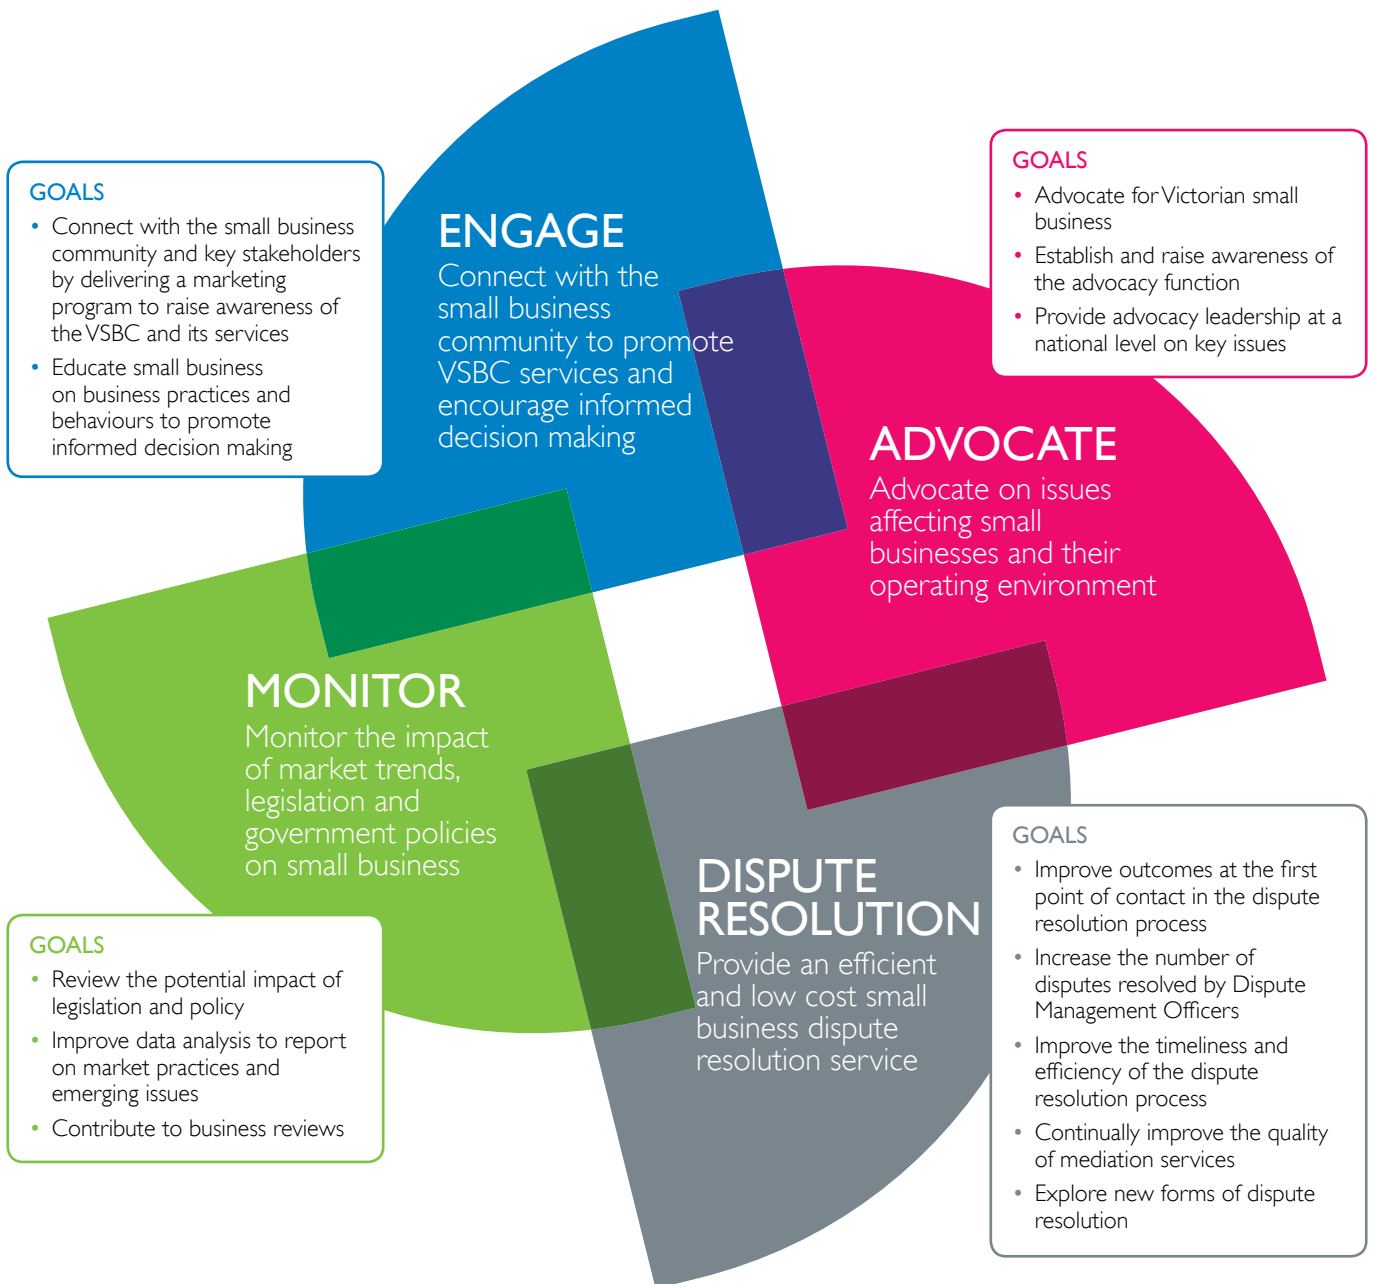 GOALS
• Connect with the small business
community and key stakeholders
by delivering a marketing
program to raise awareness of
the VSBC and its services
• Educate small business
on business practices and
behaviours to promote
informed decision making
ENGAGE
Connect with the
small business
community to promote
VSBC services and
encourage informed
decision making
GOALS
• Advocate for Victorian small
business
• Establish and raise awareness of
the advocacy function
• Provide advocacy leadership at a
national level on key issues
ADVOCATE
Advocate on issues
affecting small
businesses and their
operating environment
MONITOR
Monitor the impact
of market trends,
legislation and
government policies
on small business
GOALS
• Review the potential impact of
legislation and policy
• Improve data analysis to report
on market practices and
emerging issues
• Contribute to business reviews
DISPUTE
RESOLUTION
Provide an efficient
and low cost small
business dispute
resolution service
GOALS
• Improve outcomes at the first
point of contact in the dispute
resolution process
• Increase the number of
disputes resolved by Dispute
Management Officers
• Improve the timeliness and
efficiency of the dispute
resolution process
• Continually improve the quality
of mediation services
• Explore new forms of dispute
resolution